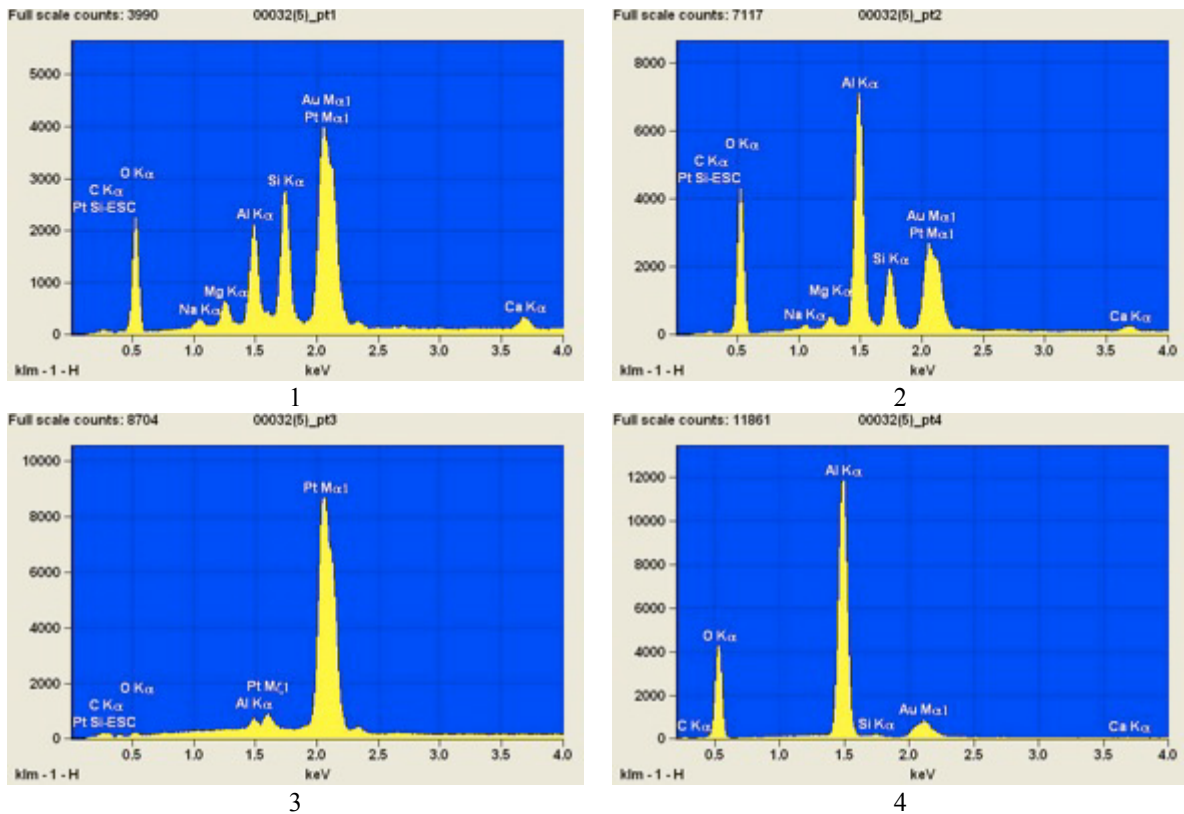 Full scale counts: 3990 00032(5)_pt1
5000
4000
3000
2000
1000
0
C Kα
Pt Si-ESC
O Kα
Na Kα
Mg Kα
Al Kα
Si Kα
Au Mα1
Pt Mα1
Ca Kα
0.5 1.0 1.5 2.0 2.5 3.0 3.5 4.0
klm - 1 - H keV
1
Full scale counts: 7117 00032(5)_pt2
8000
6000
4000
2000
0
C Kα
Pt Si-ESC
O Kα
Na Kα
Mg Kα
Al Kα
Si Kα
Au Mα1
Pt Mα1
Ca Kα
0.5 1.0 1.5 2.0 2.5 3.0 3.5 4.0
klm - 1 - H keV
2
Full scale counts: 8704 00032(5)_pt3
10000
8000
6000
4000
2000
0
C Kα
Pt Si-ESC
O Kα
Pt Mζ1
Al Kα
Pt Mα1
0.5 1.0 1.5 2.0 2.5 3.0 3.5 4.0
klm - 1 - H keV
3
Full scale counts: 11861 00032(5)_pt4
12000
10000
8000
6000
4000
2000
0
C Kα
O Kα
Al Kα
Si Kα
Au Mα1
Ca Kα
0.5 1.0 1.5 2.0 2.5 3.0 3.5 4.0
klm - 1 - H keV
4